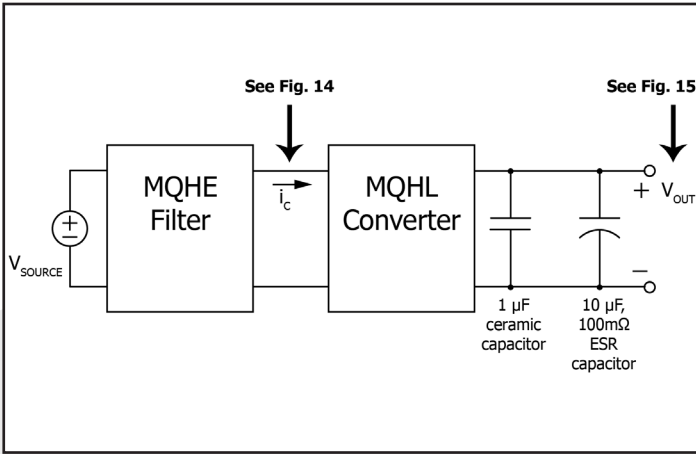 See Fig. 14
See Fig. 15
MQHE
Filter
i_C
MQHL
Converter
+
V_OUT
+
−
V_SOURCE
−
1 µF
ceramic
capacitor
10 µF,
100mΩ
ESR
capacitor